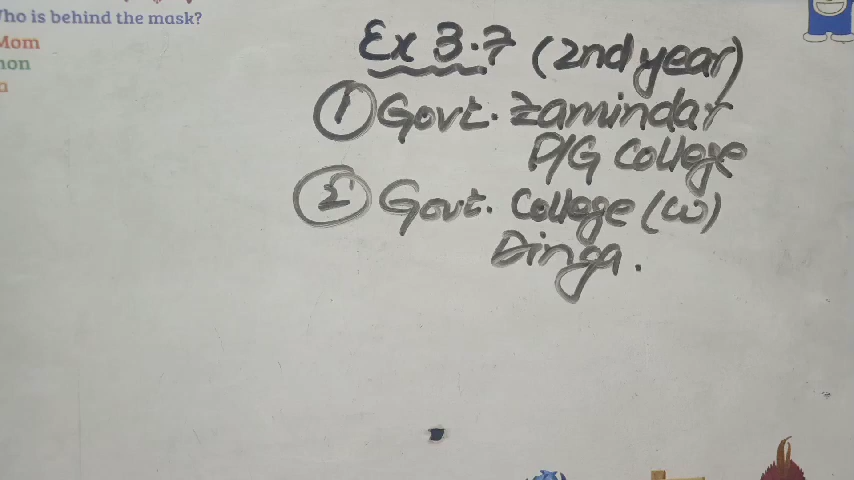 Who is behind the mask?
Mom
Ex 3.7 (2nd year)
① Govt. Zamindar
P/G College
② Govt. College (W)
Dinga.